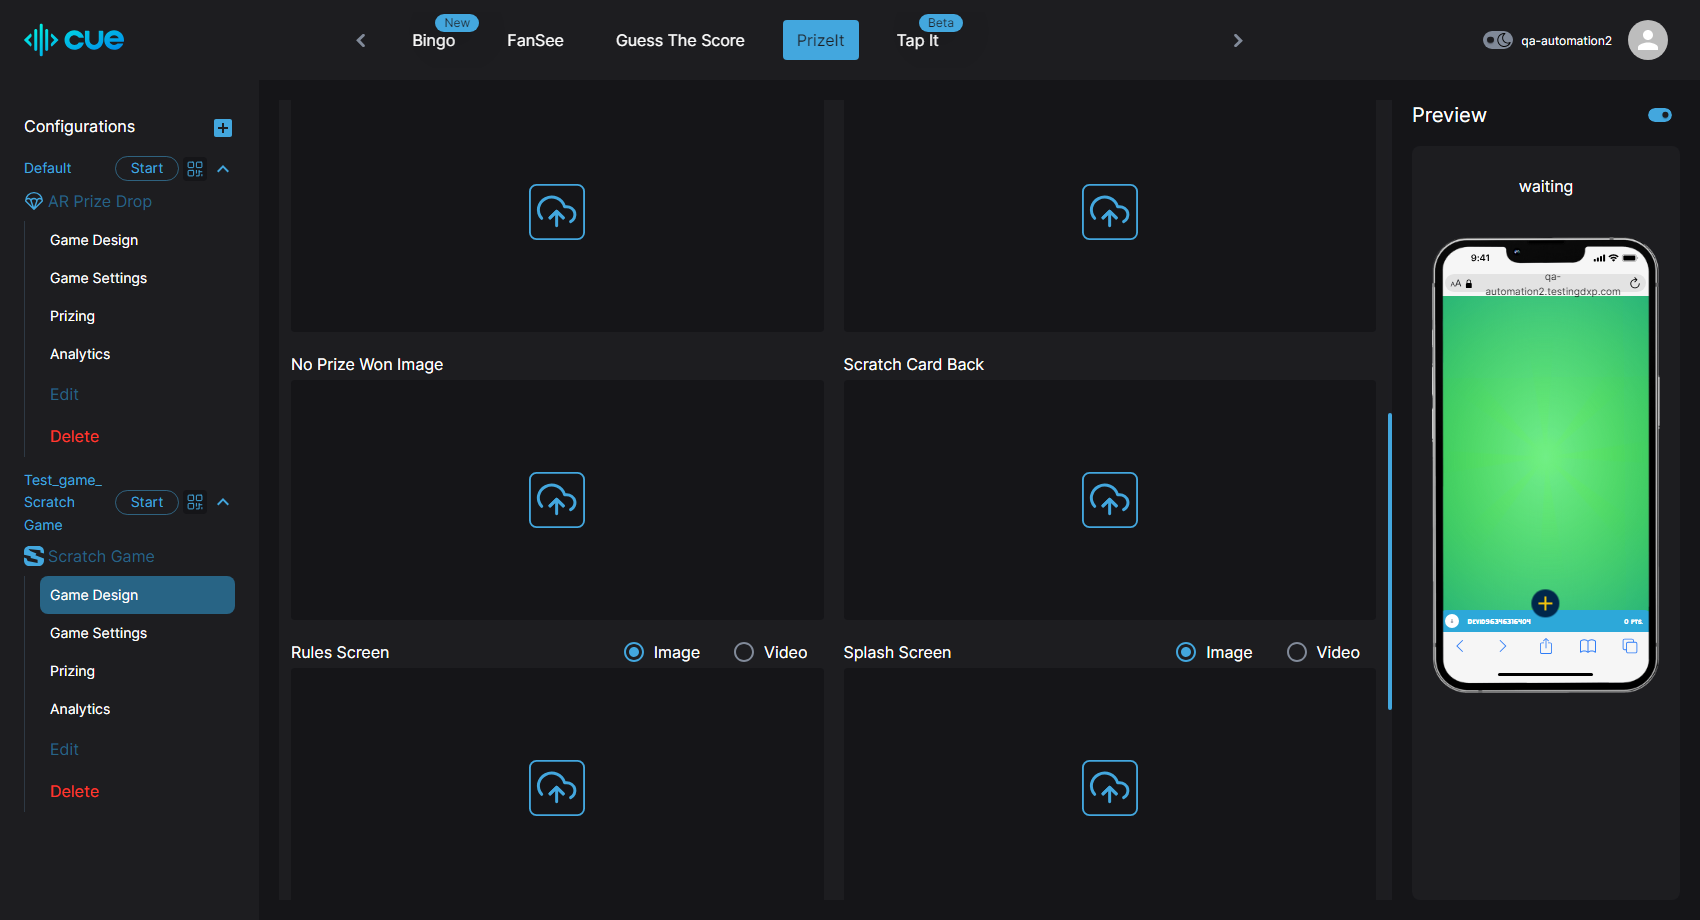 cue
New
Bingo
FanSee
Guess The Score
PrizeIt
Beta
Tap It
qa-automation2
Configurations
Default
Start
AR Prize Drop
Game Design
Game Settings
Prizing
Analytics
Edit
Delete
Test_game_
Scratch
Game
Start
Scratch Game
Game Design
Game Settings
Prizing
Analytics
Edit
Delete
No Prize Won Image
Scratch Card Back
Rules Screen
Image
Video
Splash Screen
Image
Video
Preview
waiting
9:41
AA
qa-
automation2.testingdxp.com
0 PTS.